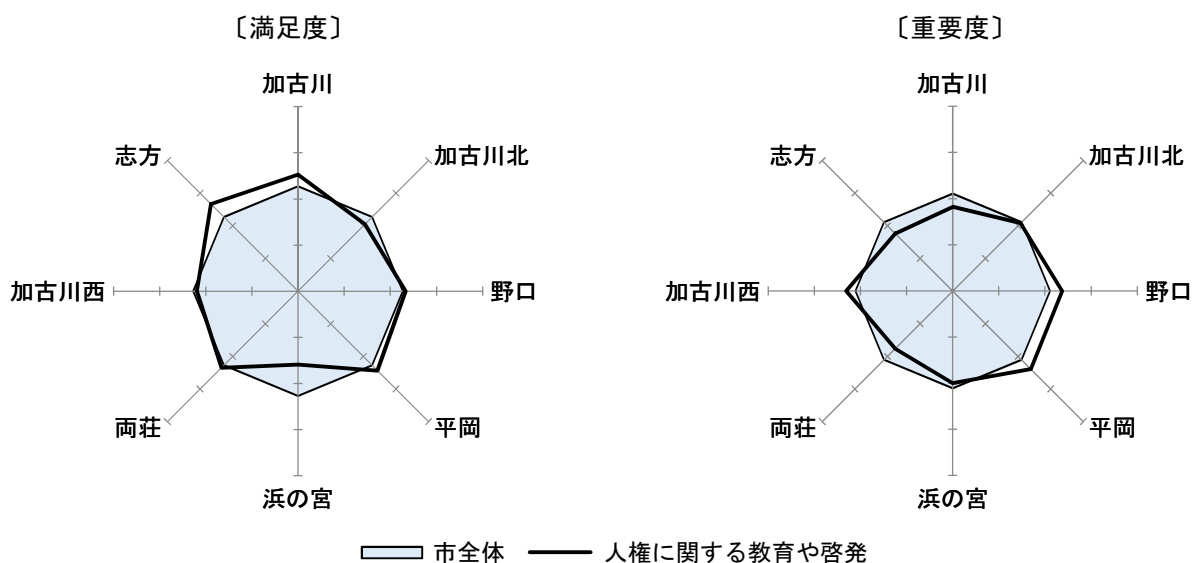 〔満足度〕
加古川
加古川北
野口
平岡
浜の宮
両荘
加古川西
志方
〔重要度〕
加古川
加古川北
野口
平岡
浜の宮
両荘
加古川西
志方
市全体
人権に関する教育や啓発